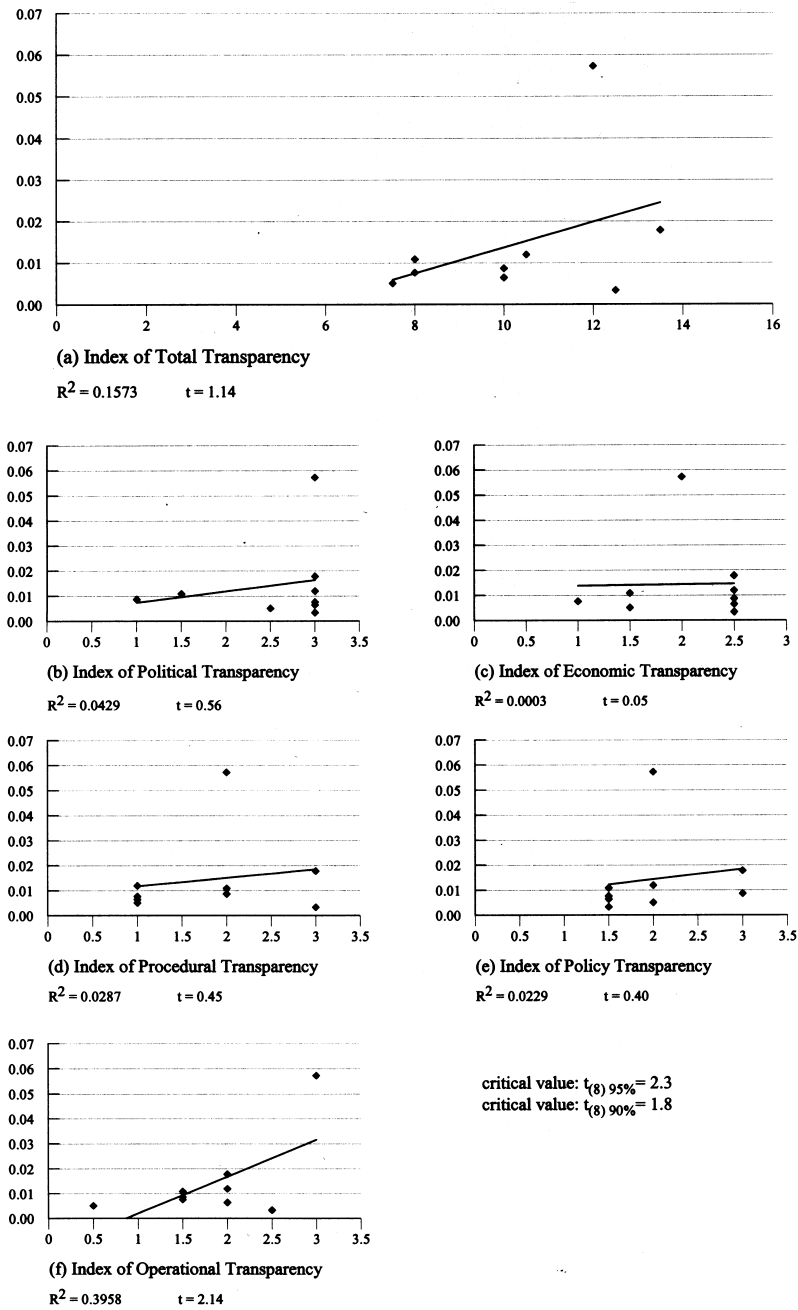 0.07
0.06
0.05
0.04
0.03
0.02
0.01
0.00
0 2 4 6 8 10 12 14 16
(a) Index of Total Transparency
R² = 0.1573 t = 1.14
0.07
0.06
0.05
0.04
0.03
0.02
0.01
0.00
0 0.5 1 1.5 2 2.5 3 3.5
(b) Index of Political Transparency
R² = 0.0429 t = 0.56
0.07
0.06
0.05
0.04
0.03
0.02
0.01
0.00
0 0.5 1 1.5 2 2.5 3
(c) Index of Economic Transparency
R² = 0.0003 t = 0.05
0.07
0.06
0.05
0.04
0.03
0.02
0.01
0.00
0 0.5 1 1.5 2 2.5 3 3.5
(d) Index of Procedural Transparency
R² = 0.0287 t = 0.45
0.07
0.06
0.05
0.04
0.03
0.02
0.01
0.00
0 0.5 1 1.5 2 2.5 3 3.5
(e) Index of Policy Transparency
R² = 0.0229 t = 0.40
0.07
0.06
0.05
0.04
0.03
0.02
0.01
0.00
0 0.5 1 1.5 2 2.5 3 3.5
(f) Index of Operational Transparency
R² = 0.3958 t = 2.14
critical value: t(8) 95%= 2.3
critical value: t(8) 90%= 1.8